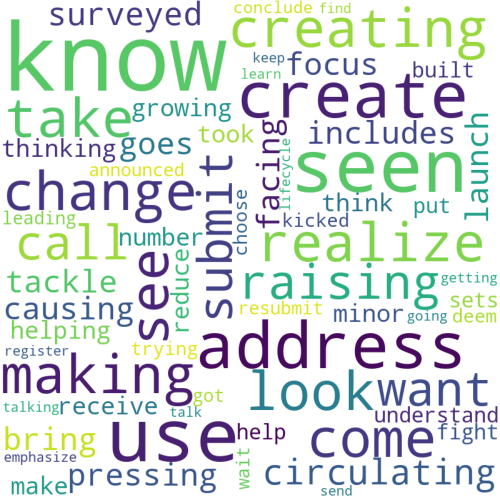 surveyed
conclude find
creating
know
keep
focus
built
learn
create
take
growing
took
includes
launch
thinking
goes
facing
lifecycle
seen
announced
change
submit
choose
think
put
kicked
leading
call
number
see
reduce
realize
tackle
raising
getting
causing
resubmit
sets
helping
minor
going
deem
register
trying
address
making
got
look
want
talking
receive
talk
understand
bring
use
help
come
fight
emphasize
wait
pressing
circulating
make
send